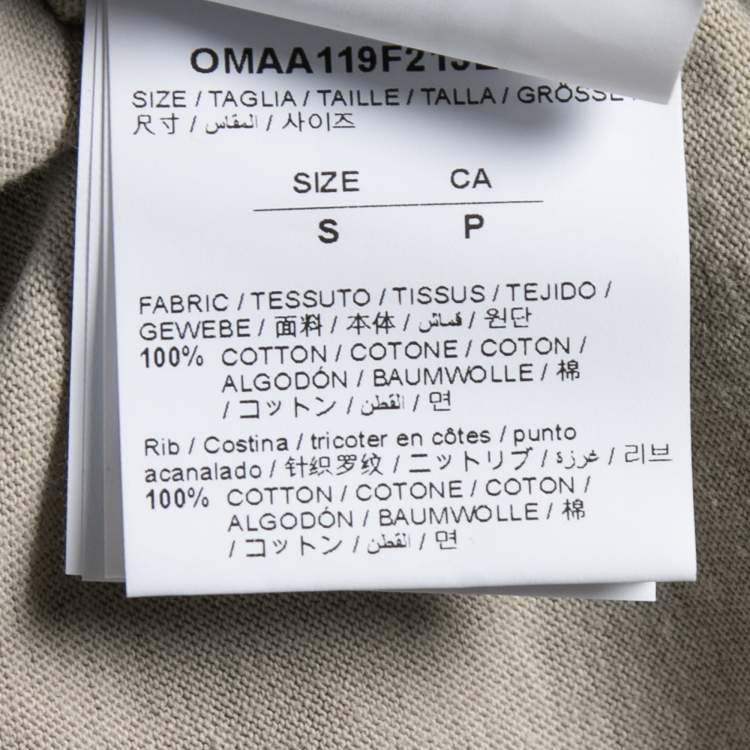 OMAA119F21JE
SIZE / TAGLIA / TAILLE / TALLA / GRÖSSE /
尺寸 / المقاس / 사이즈
SIZE CA
S P
FABRIC / TESSUTO / TISSUS / TEJIDO /
GEWEBE / 面料 / 本体 / قماش / 원단
100% COTTON / COTONE / COTON /
ALGODÓN / BAUMWOLLE / 棉
/ コットン / القطن / 면
Rib / Costina / tricoter en côtes / punto
acanalado / 针织罗纹 / ニットリブ / غرزة / 리브
100% COTTON / COTONE / COTON /
ALGODÓN / BAUMWOLLE / 棉
/ コットン / القطن / 면